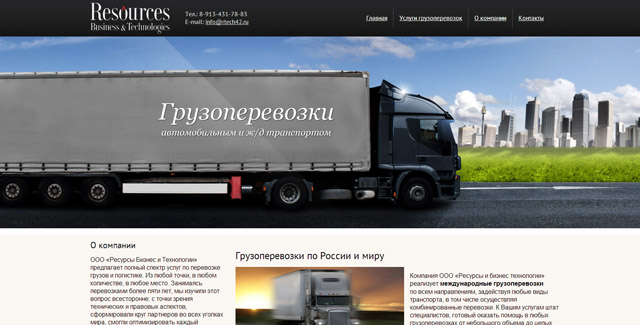 Resources
Business & Technologies
Тел.: 8-913-431-78-83
E-mail: info@rtech42.ru
Главная
Услуги грузоперевозок
О компании
Контакты
Грузоперевозки
автомобильным и ж/д транспортом
О компании
ООО «Ресурсы Бизнес и Технологии»
предлагает полный спектр услуг по перевозке
грузов и логистике. Из любой точки, в любом
количестве, в любое место. Занимаясь
перевозками более пяти лет, мы изучили этот
вопрос всесторонне: с точки зрения
технических и правовых аспектов,
сформировали круг партнеров во всех уголках
мира, смогли оптимизировать каждый
Грузоперевозки по России и миру
Компания ООО «Ресурсы и бизнес технологии»
реализует международные грузоперевозки
по всем направлениям, задействуя любые виды
транспорта, в том числе осуществляя
комбинированные перевозки. К Вашим услугам штат
специалистов, готовый оказать помощь в любых
грузоперевозках от небольшого объема до целых